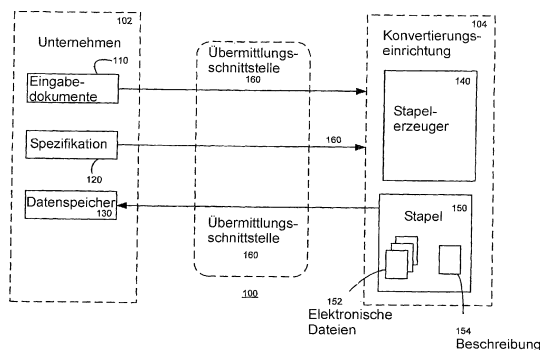 102
Unternehmen
110
Eingabe-
dokumente
Spezifikation
120
Datenspeicher
130
Übermittlungs-
schnittstelle
160
160
Übermittlungs-
schnittstelle
160
100
104
Konvertierungs-
einrichtung
140
Stapel-
erzeuger
150
Stapel
152
Elektronische
Dateien
154
Beschreibung